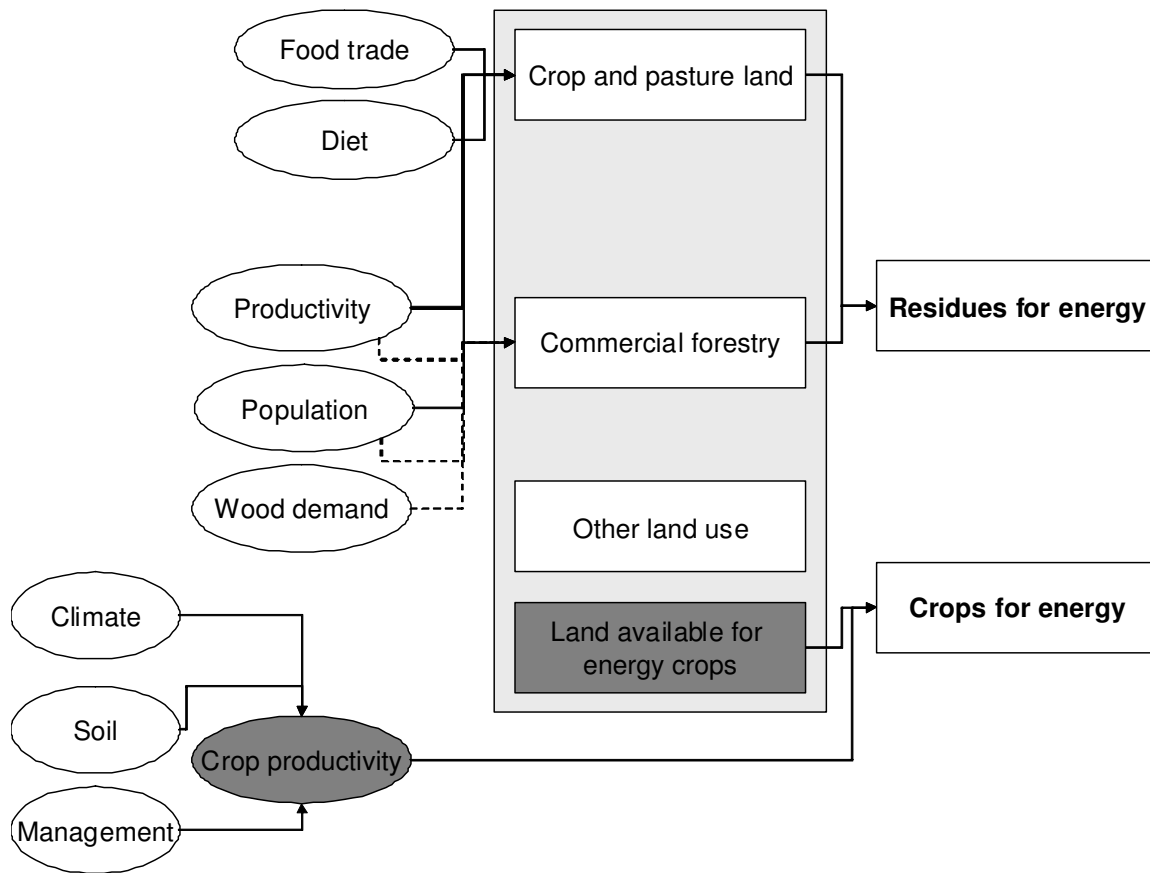 Food trade
Crop and pasture land
Diet
Productivity
Residues for energy
Commercial forestry
Population
Wood demand
Other land use
Climate
Crops for energy
Land available for
energy crops
Soil
Crop productivity
Management